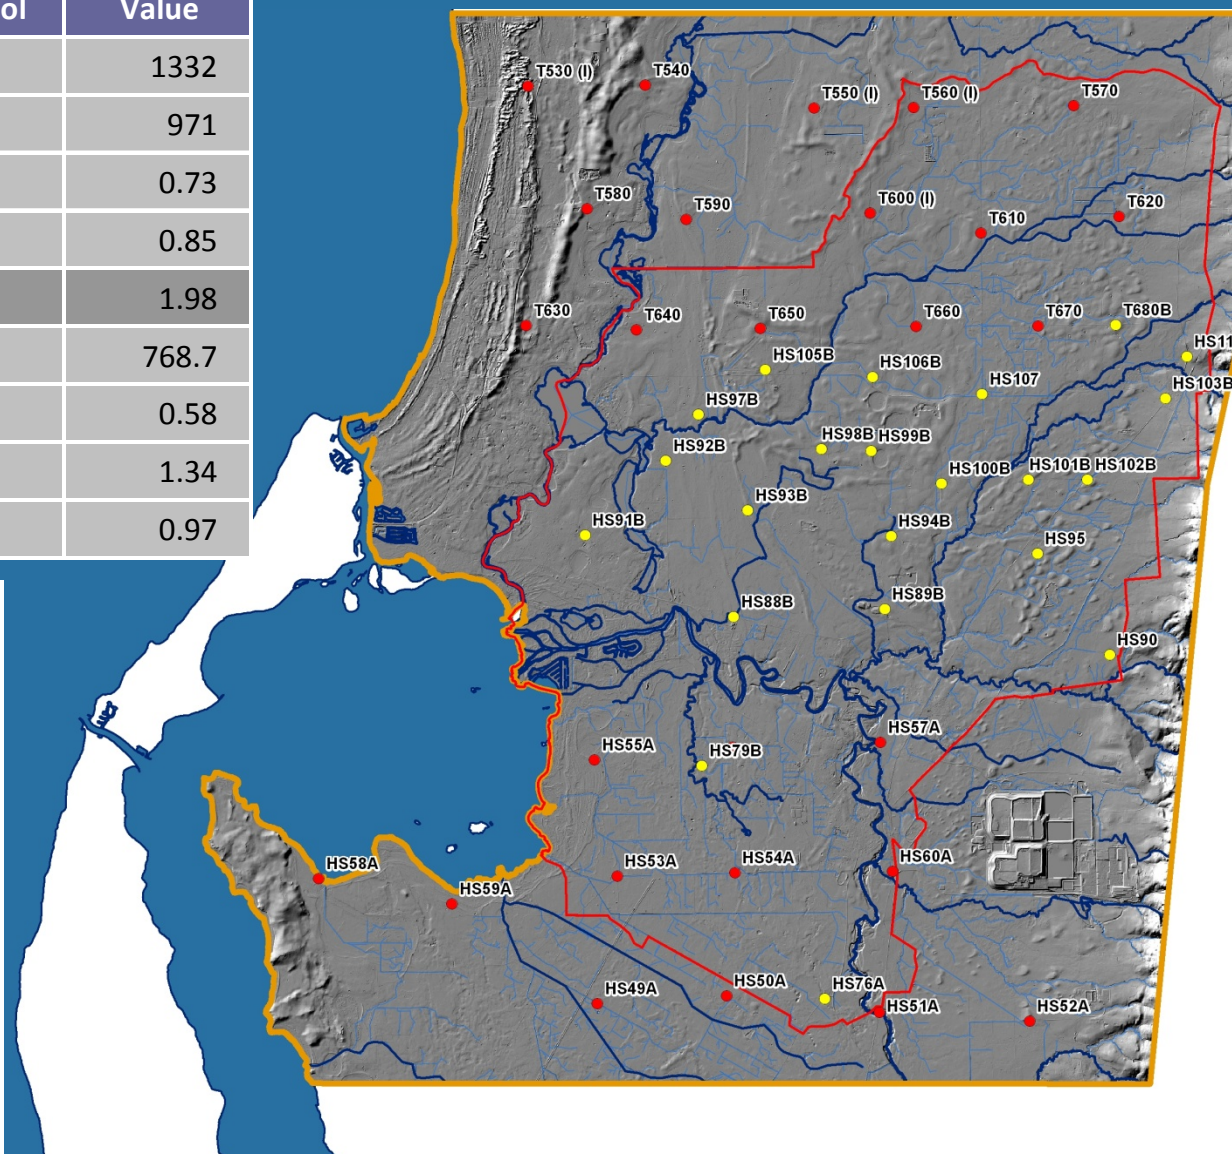 ol Value
1332
971
0.73
0.85
1.98
768.7
0.58
1.34
0.97
T530 (I) T540
T550 (I) T560 (I) T570
T580 T590 T600 (I) T610 T620
T630 T640 T650 T660 T670 T680B
HS105B HS106B HS107 HS11
HS103B
HS97B
HS92B HS98B HS99B
HS100B HS101B HS102B
HS93B
HS91B HS94B
HS95
HS88B HS89B
HS90
HS55A HS79B HS57A
HS58A HS53A HS54A HS60A
HS59A
HS49A HS50A HS76A
HS51A HS52A